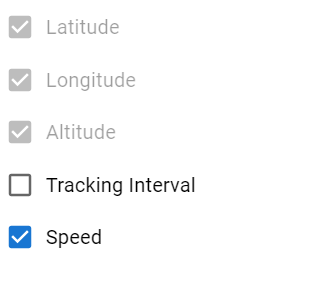 Latitude
Longitude
Altitude
Tracking Interval
Speed